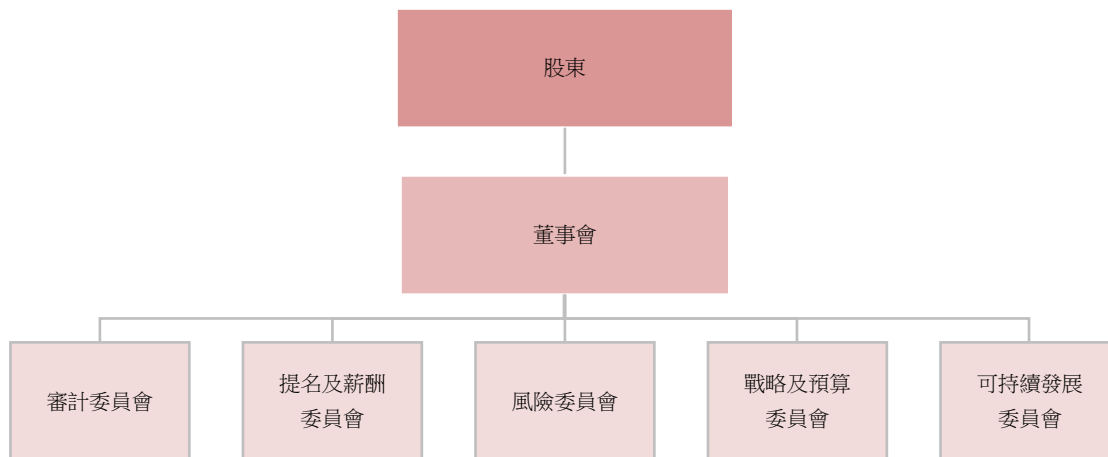 股東
董事會
審計委員會
提名及薪酬
委員會
風險委員會
戰略及預算
委員會
可持續發展
委員會